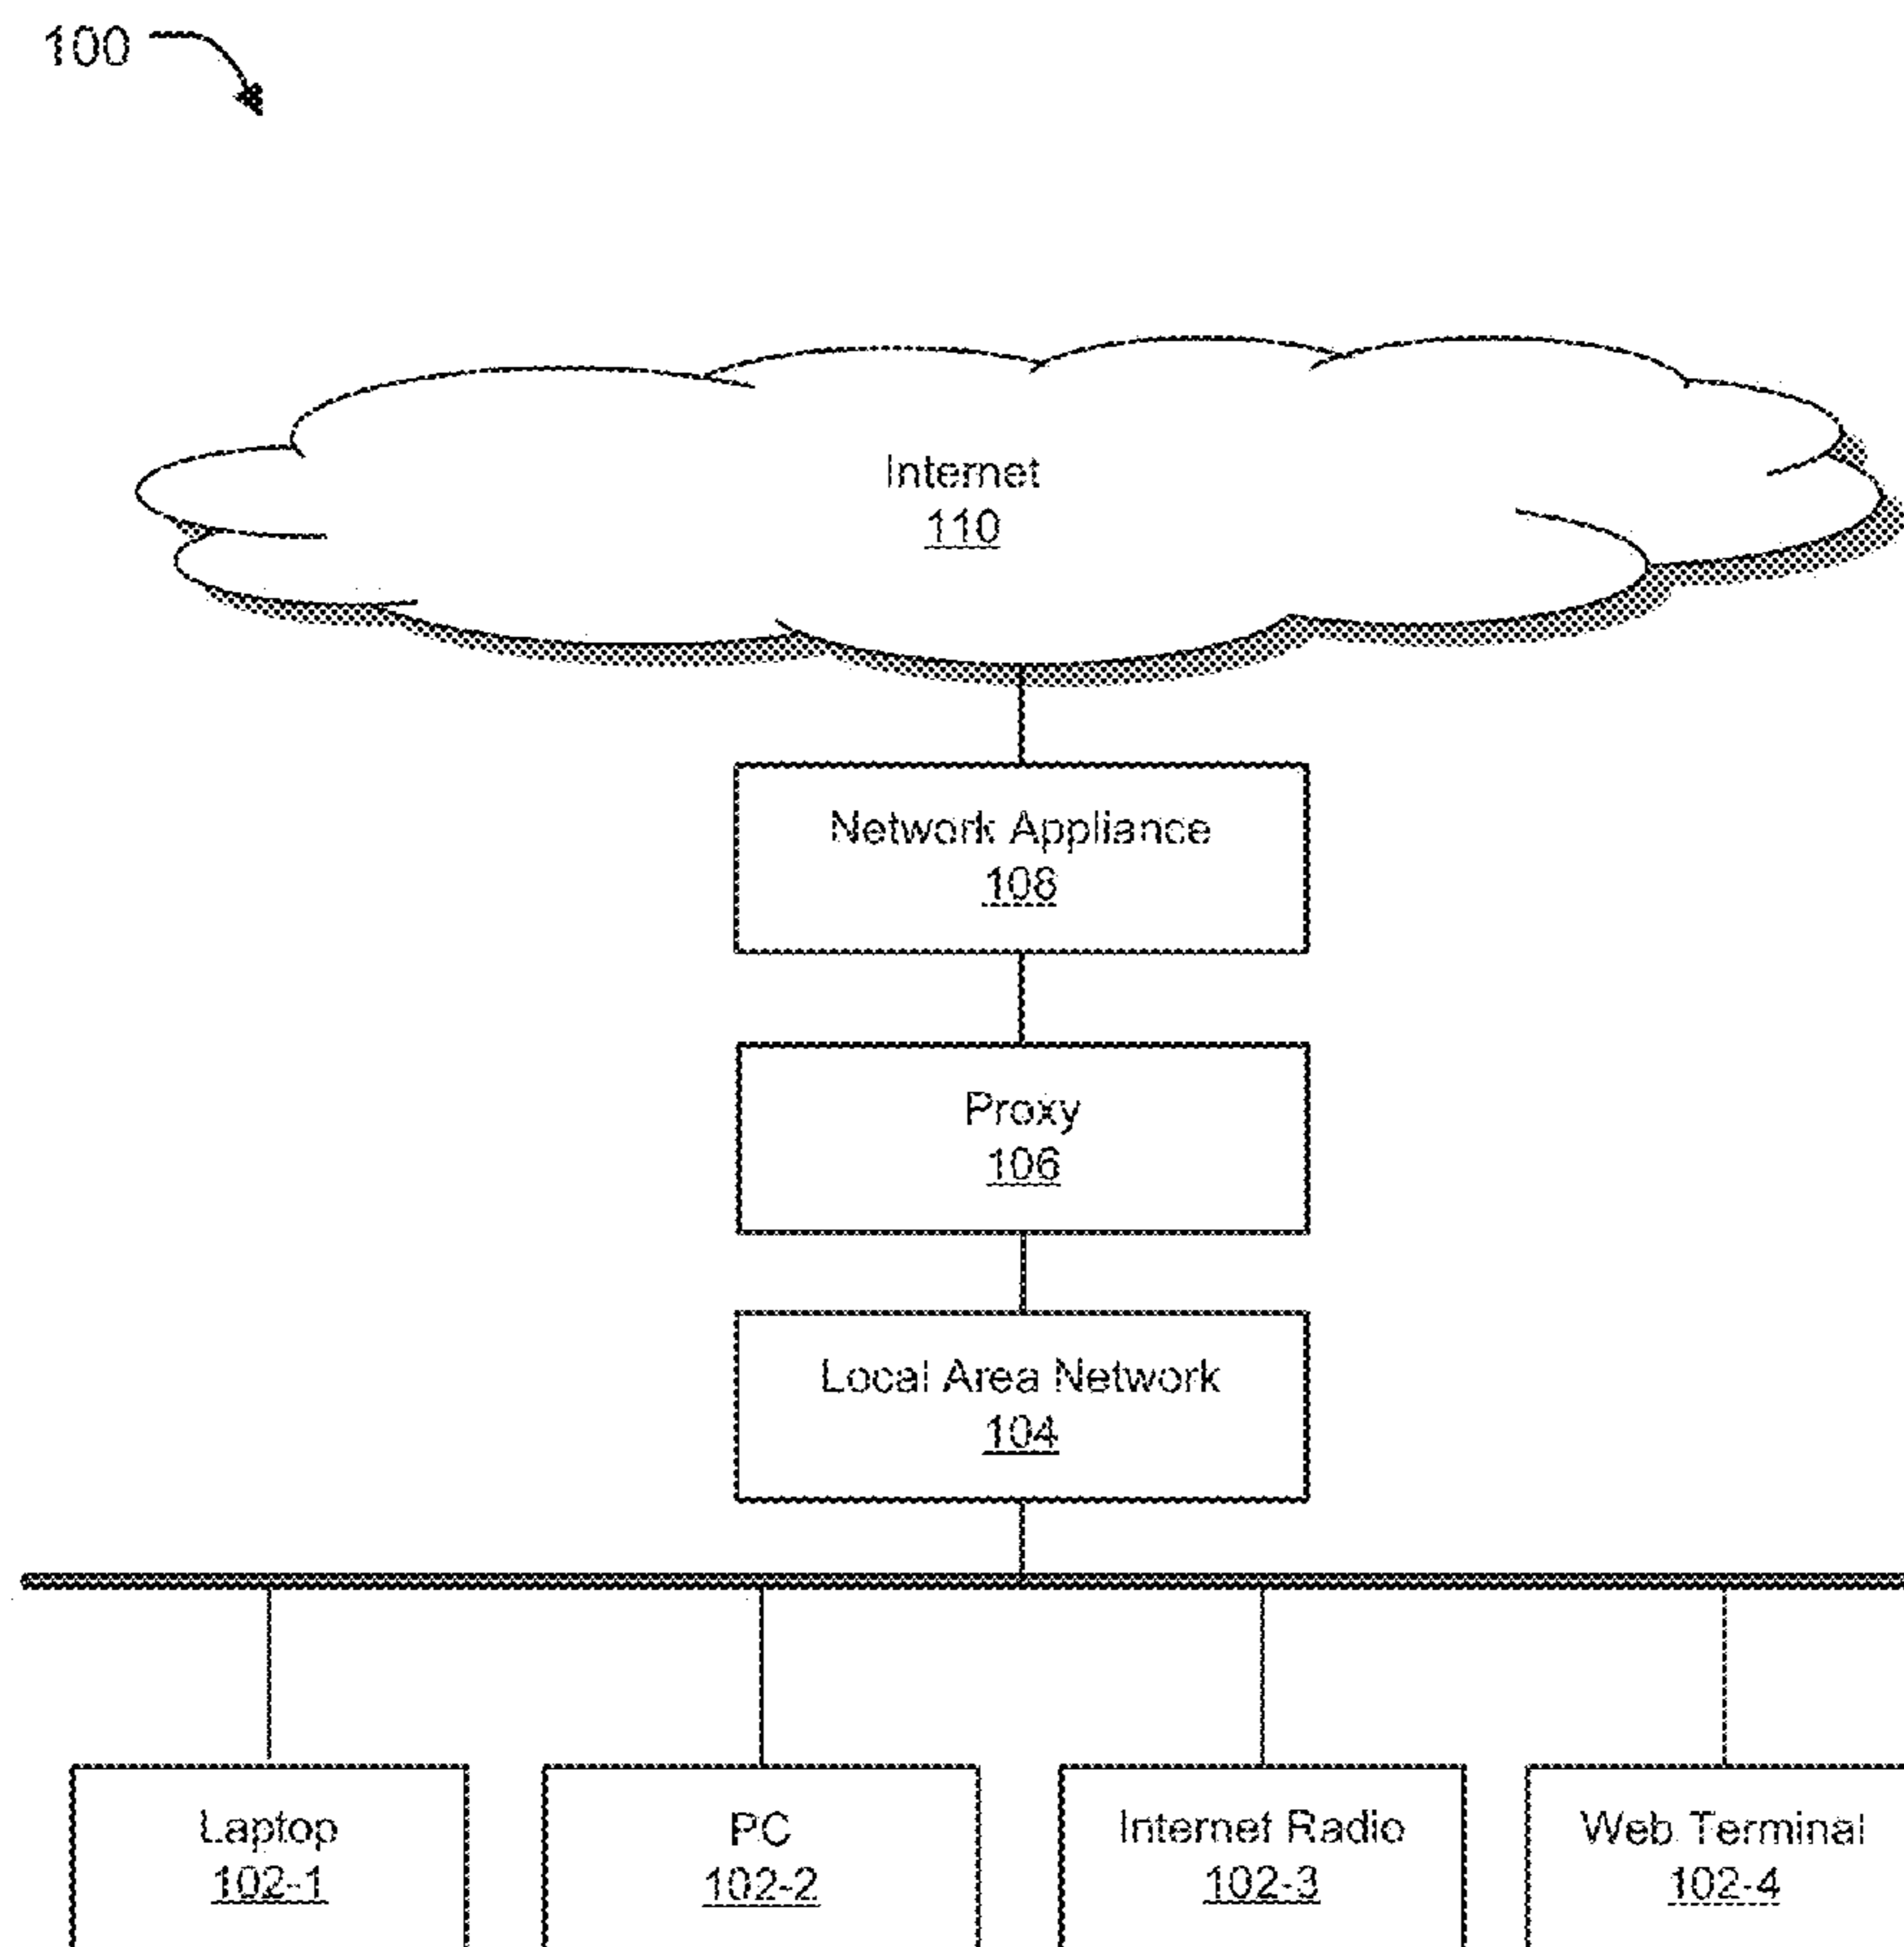 100
Internet
110
Network Appliance
108
Proxy
106
Local Area Network
104
Laptop
102-1
PC
102-2
Internet Radio
102-3
Web Terminal
102-4